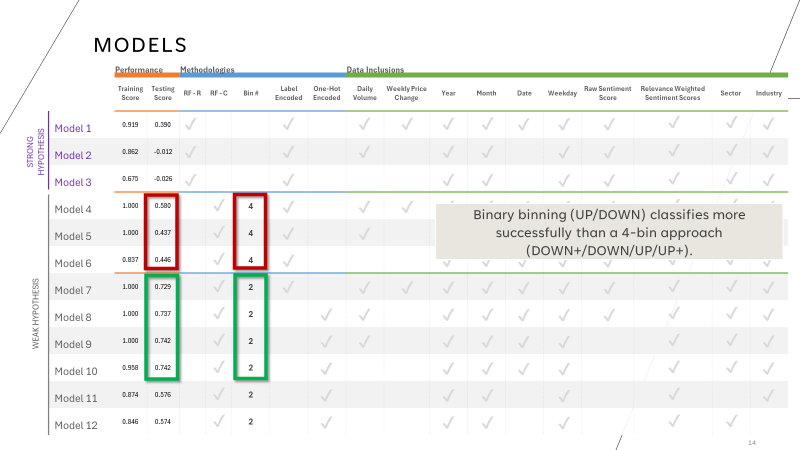 MODELS
Performance Methodologies Data Inclusions
Training Score Testing Score RF - R RF - C Bin # Label Encoded One-Hot Encoded Daily Volume Weekly Price Change Year Month Date Weekday Raw Sentiment Score Relevance Weighted Sentiment Scores Sector Industry
STRONG HYPOTHESIS
Model 1 0.919 0.390 ✓ ✓ ✓ ✓ ✓ ✓ ✓ ✓ ✓ ✓ ✓ ✓
Model 2 0.862 -0.012 ✓ ✓ ✓ ✓ ✓ ✓ ✓ ✓ ✓ ✓ ✓
Model 3 0.675 -0.026 ✓ ✓ ✓ ✓ ✓ ✓ ✓ ✓ ✓
WEAK HYPOTHESIS
Model 4 1.000 0.580 ✓ 4 ✓ ✓ ✓
Model 5 1.000 0.437 ✓ 4 ✓ ✓
Model 6 0.837 0.446 ✓ 4 ✓
Binary binning (UP/DOWN) classifies more
successfully than a 4-bin approach
(DOWN+/DOWN/UP/UP+).
Model 7 1.000 0.729 ✓ 2 ✓ ✓ ✓ ✓ ✓ ✓ ✓ ✓ ✓ ✓ ✓
Model 8 1.000 0.737 ✓ 2 ✓ ✓ ✓ ✓ ✓ ✓ ✓ ✓ ✓ ✓
Model 9 1.000 0.742 ✓ 2 ✓ ✓ ✓ ✓ ✓ ✓ ✓ ✓ ✓
Model 10 0.958 0.742 ✓ 2 ✓ ✓ ✓ ✓ ✓ ✓ ✓ ✓
Model 11 0.874 0.576 ✓ 2 ✓ ✓ ✓ ✓ ✓ ✓
Model 12 0.846 0.574 ✓ 2 ✓ ✓ ✓ ✓ ✓ ✓
14